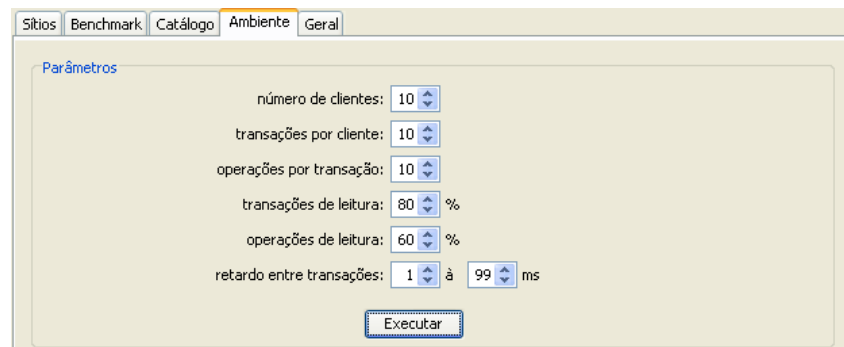 Sítios Benchmark Catálogo Ambiente Geral
Parâmetros
número de clientes: 10
transações por cliente: 10
operações por transação: 10
transações de leitura: 80 %
operações de leitura: 60 %
retardo entre transações: 1 à 99 ms
Executar